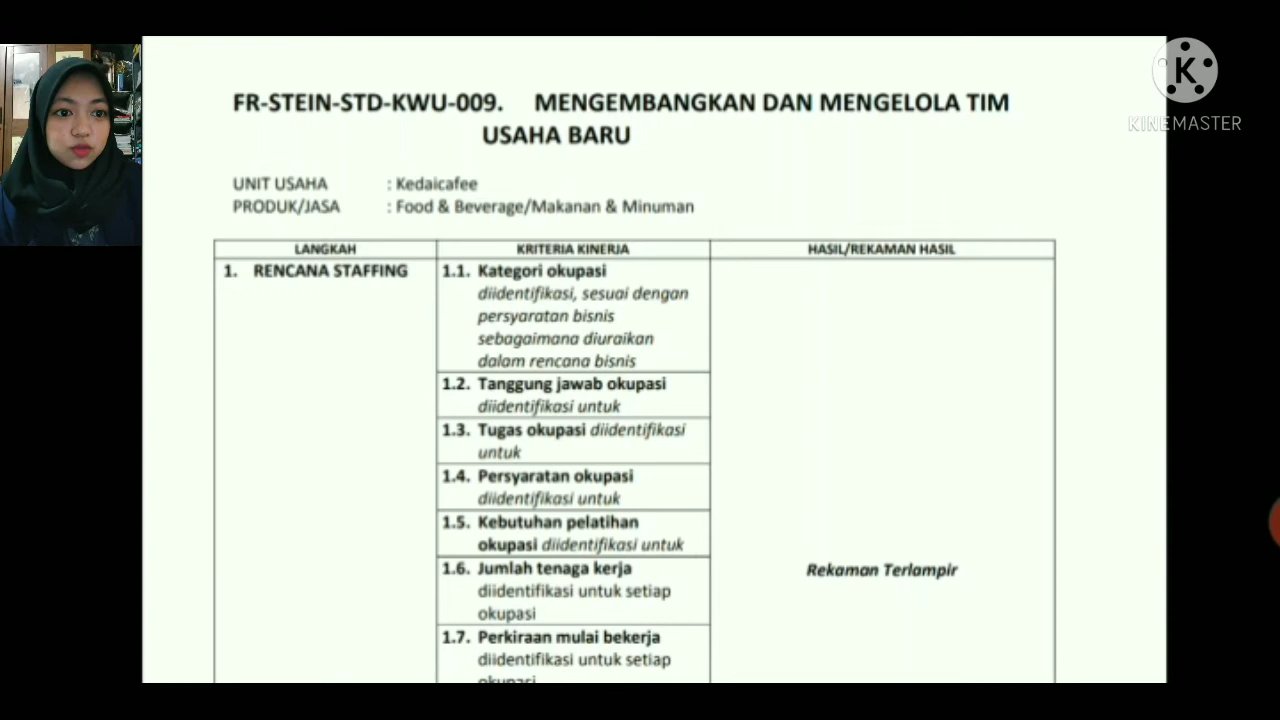 FR-STEIN-STD-KWU-009. MENGEMBANGKAN DAN MENGELOLA TIM
USAHA BARU
K
KINEMASTER
UNIT USAHA : Kedaicafee
PRODUK/JASA : Food & Beverage/Makanan & Minuman
LANGKAH KRITERIA KINERJA HASIL/REKAMAN HASIL
1. RENCANA STAFFING
1.1. Kategori okupasi
diidentifikasi, sesuai dengan
persyaratan bisnis
sebagaimana diuraikan
dalam rencana bisnis
1.2. Tanggung jawab okupasi
diidentifikasi untuk
1.3. Tugas okupasi diidentifikasi
untuk
1.4. Persyaratan okupasi
diidentifikasi untuk
1.5. Kebutuhan pelatihan
okupasi diidentifikasi untuk
1.6. Jumlah tenaga kerja
diidentifikasi untuk setiap
okupasi
1.7. Perkiraan mulai bekerja
diidentifikasi untuk setiap
okupasi
Rekaman Terlampir